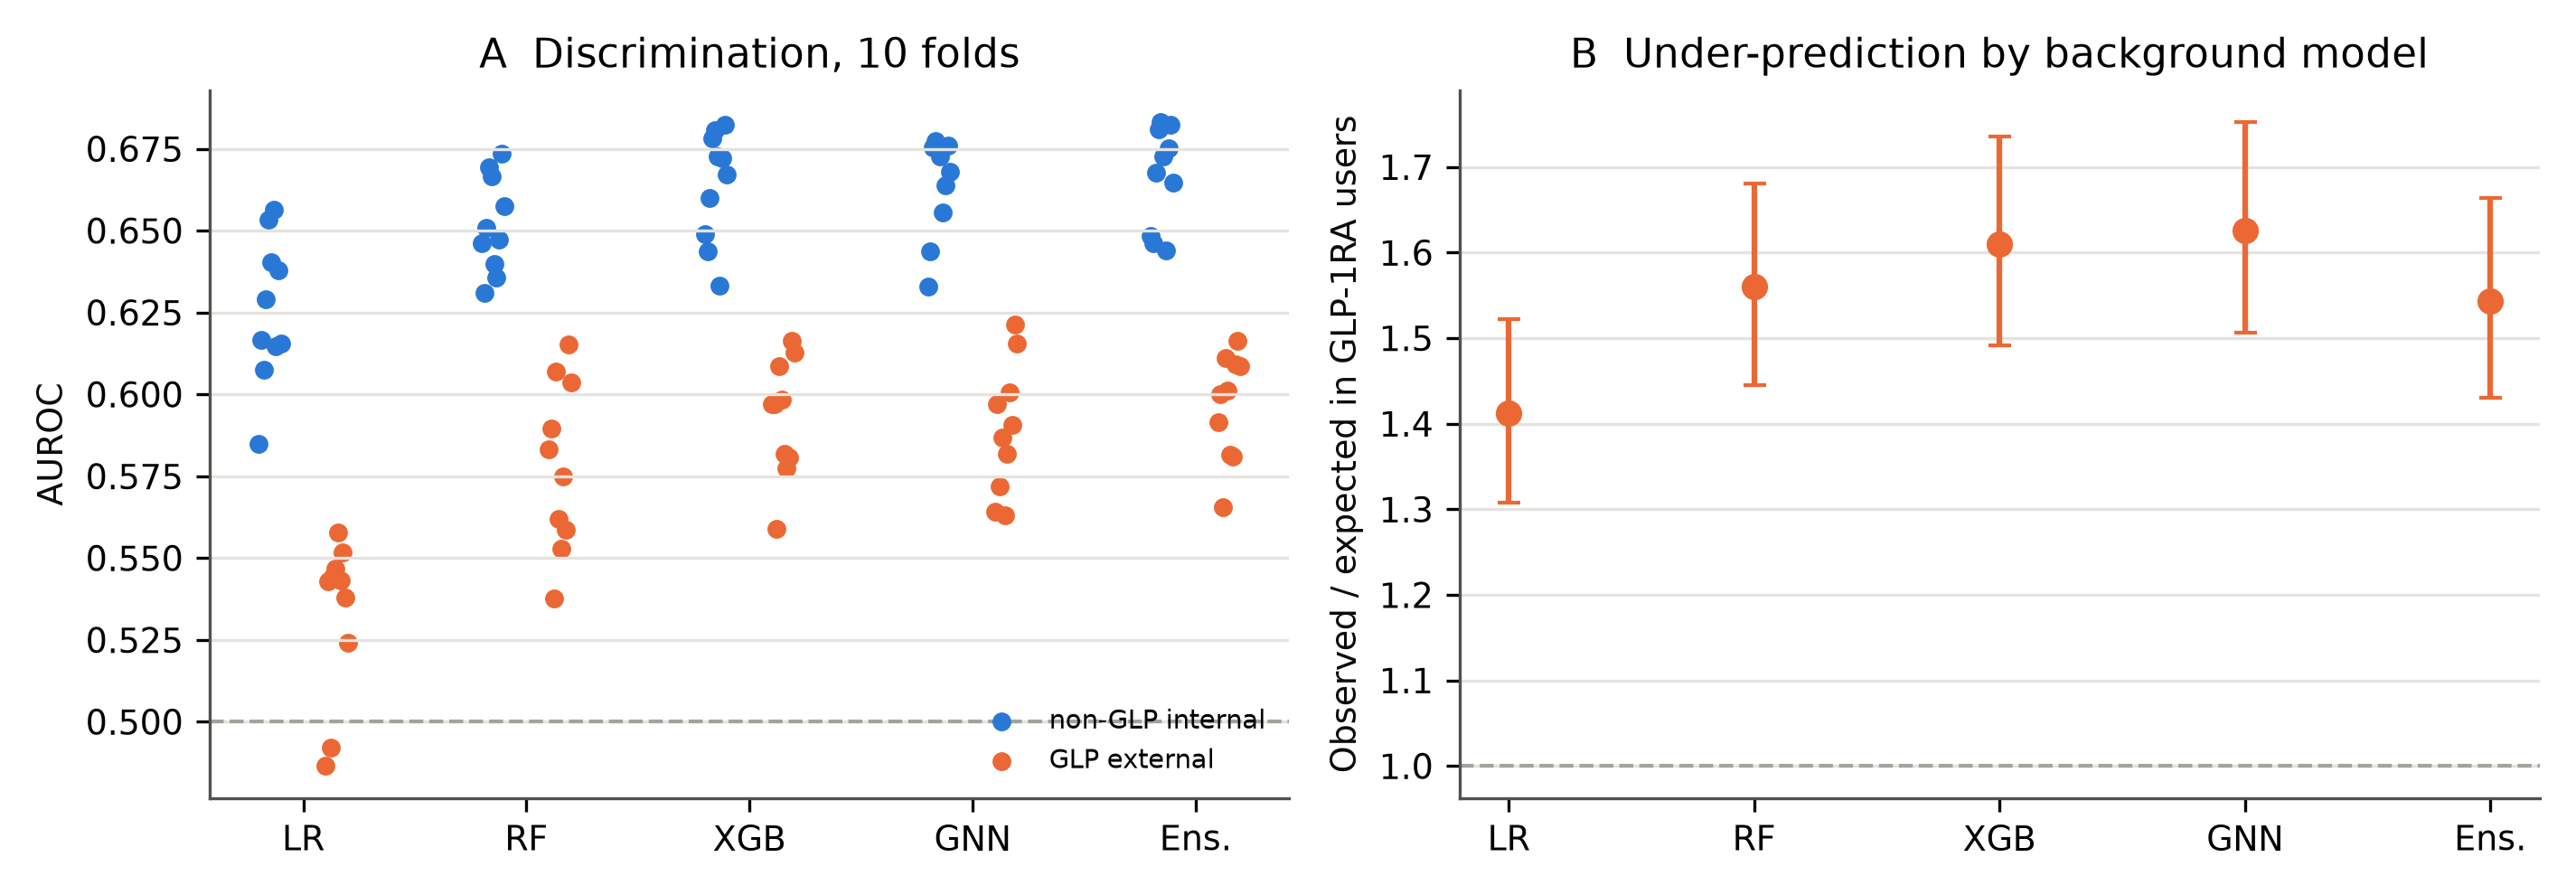 A Discrimination, 10 folds
AUROC
0.675
0.650
0.625
0.600
0.575
0.550
0.525
0.500
non-GLP internal
GLP external
LR
RF
XGB
GNN
Ens.
B Under-prediction by background model
Observed / expected in GLP-1RA users
1.7
1.6
1.5
1.4
1.3
1.2
1.1
1.0
LR
RF
XGB
GNN
Ens.